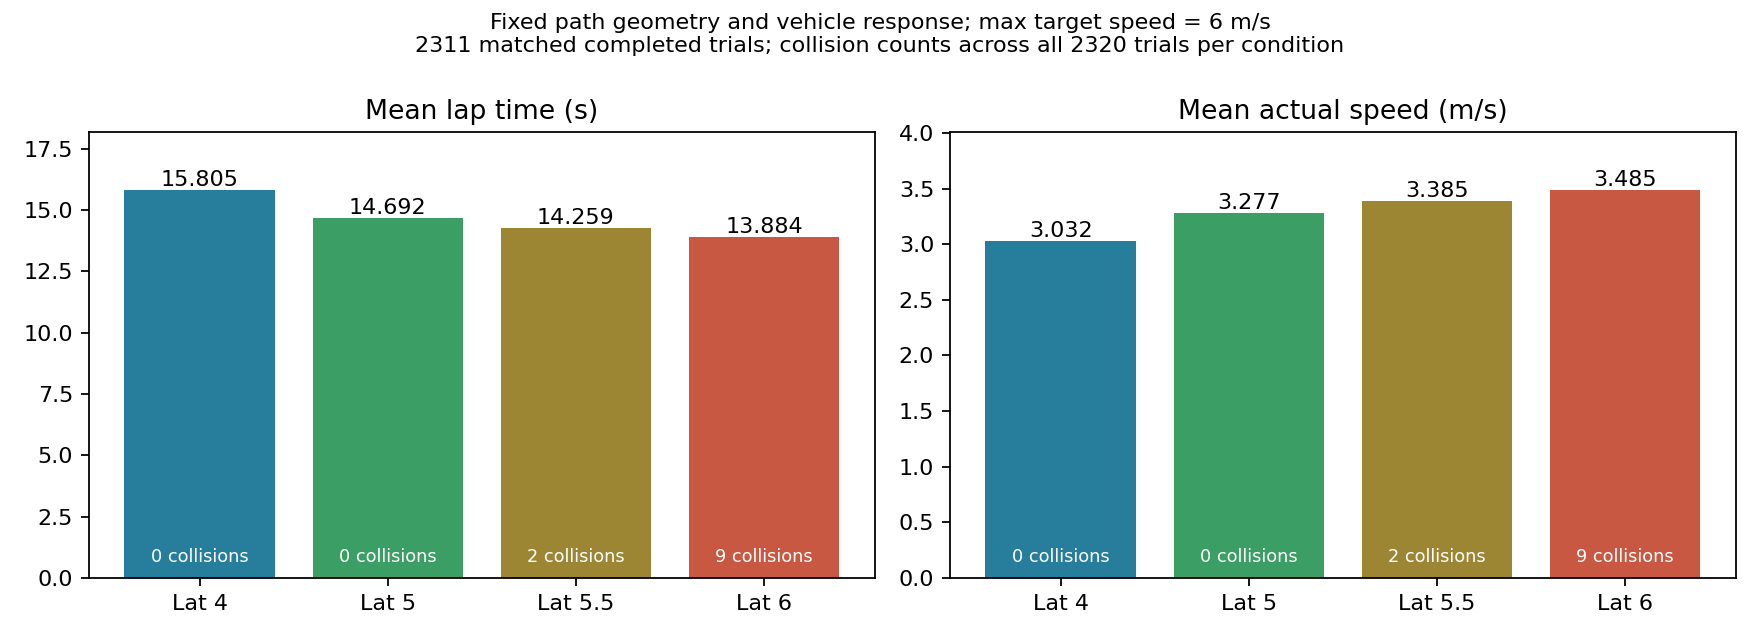 Fixed path geometry and vehicle response; max target speed = 6 m/s
2311 matched completed trials; collision counts across all 2320 trials per condition
Mean lap time (s)
17.5
15.0
12.5
10.0
7.5
5.0
2.5
0.0
15.805
14.692
14.259
13.884
0 collisions
0 collisions
2 collisions
9 collisions
Lat 4
Lat 5
Lat 5.5
Lat 6
Mean actual speed (m/s)
4.0
3.5
3.0
2.5
2.0
1.5
1.0
0.5
0.0
3.032
3.277
3.385
3.485
0 collisions
0 collisions
2 collisions
9 collisions
Lat 4
Lat 5
Lat 5.5
Lat 6